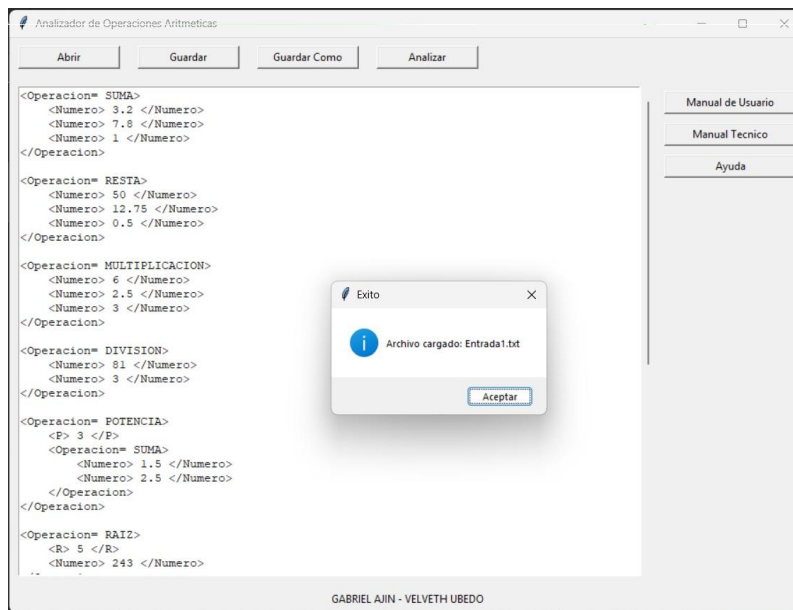 Analizador de Operaciones Aritmeticas
Abrir Guardar Guardar Como Analizar
<Operacion= SUMA>
    <Numero> 3.2 </Numero>
    <Numero> 7.8 </Numero>
    <Numero> 1 </Numero>
</Operacion>
<Operacion= RESTA>
    <Numero> 50 </Numero>
    <Numero> 12.75 </Numero>
    <Numero> 0.5 </Numero>
</Operacion>
<Operacion= MULTIPLICACION>
    <Numero> 6 </Numero>
    <Numero> 2.5 </Numero>
    <Numero> 3 </Numero>
</Operacion>
<Operacion= DIVISION>
    <Numero> 81 </Numero>
    <Numero> 3 </Numero>
</Operacion>
<Operacion= POTENCIA>
    <P> 3 </P>
    <Operacion= SUMA>
        <Numero> 1.5 </Numero>
        <Numero> 2.5 </Numero>
    </Operacion>
</Operacion>
<Operacion= RAIZ>
    <R> 5 </R>
    <Numero> 243 </Numero>
Manual de Usuario
Manual Tecnico
Ayuda
Exito
Archivo cargado: Entrada1.txt
Aceptar
GABRIEL AJIN - VELVETH UBEDO